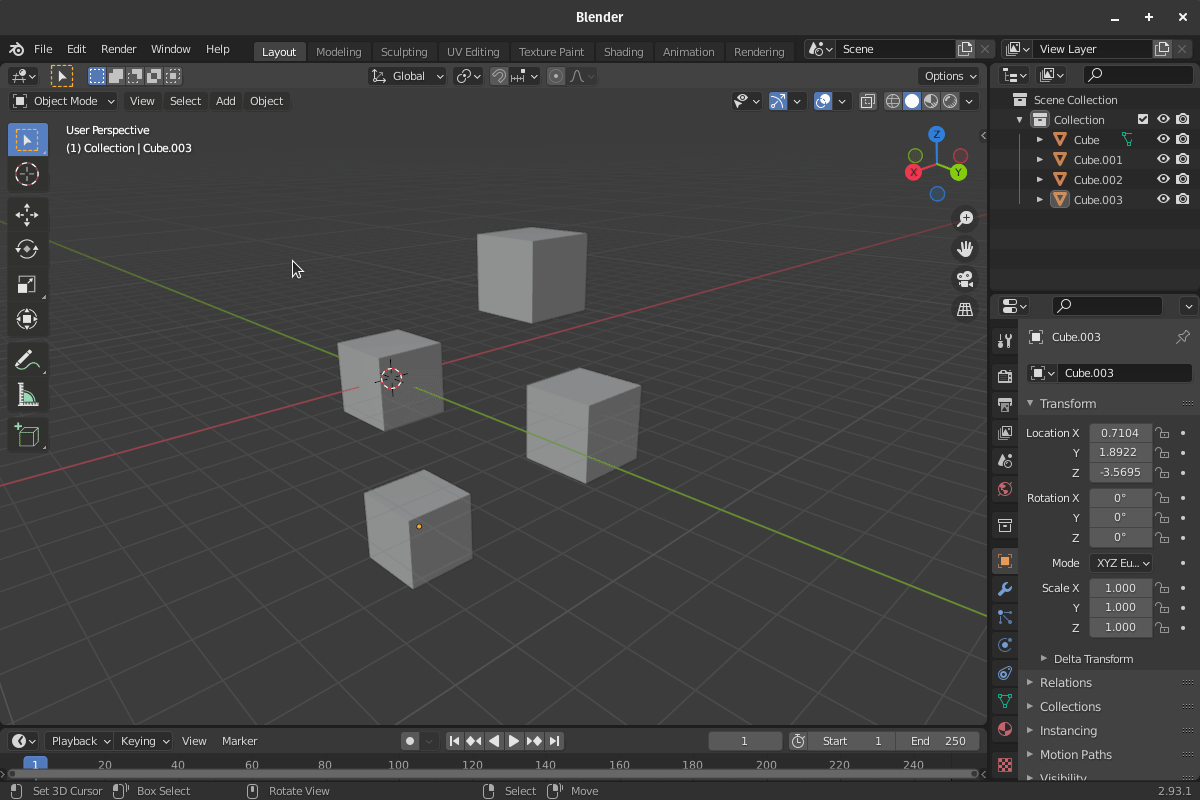 Blender
File Edit Render Window Help Layout Modeling Sculpting UV Editing Texture Paint Shading Animation Rendering Scene View Layer
Global Options
Object Mode View Select Add Object
User Perspective
(1) Collection | Cube.003
Z
X Y
Scene Collection
Collection
Cube
Cube.001
Cube.002
Cube.003
Cube.003
Cube.003
Transform
Location X 0.7104
Y 1.8922
Z -3.5695
Rotation X 0°
Y 0°
Z 0°
Mode XYZ Eu...
Scale X 1.000
Y 1.000
Z 1.000
Delta Transform
Relations
Collections
Instancing
Motion Paths
Visibility
Playback Keying View Marker 1 Start 1 End 250
1 20 40 60 80 100 120 140 160 180 200 220 240
Set 3D Cursor Box Select Rotate View Select Move 2.93.1